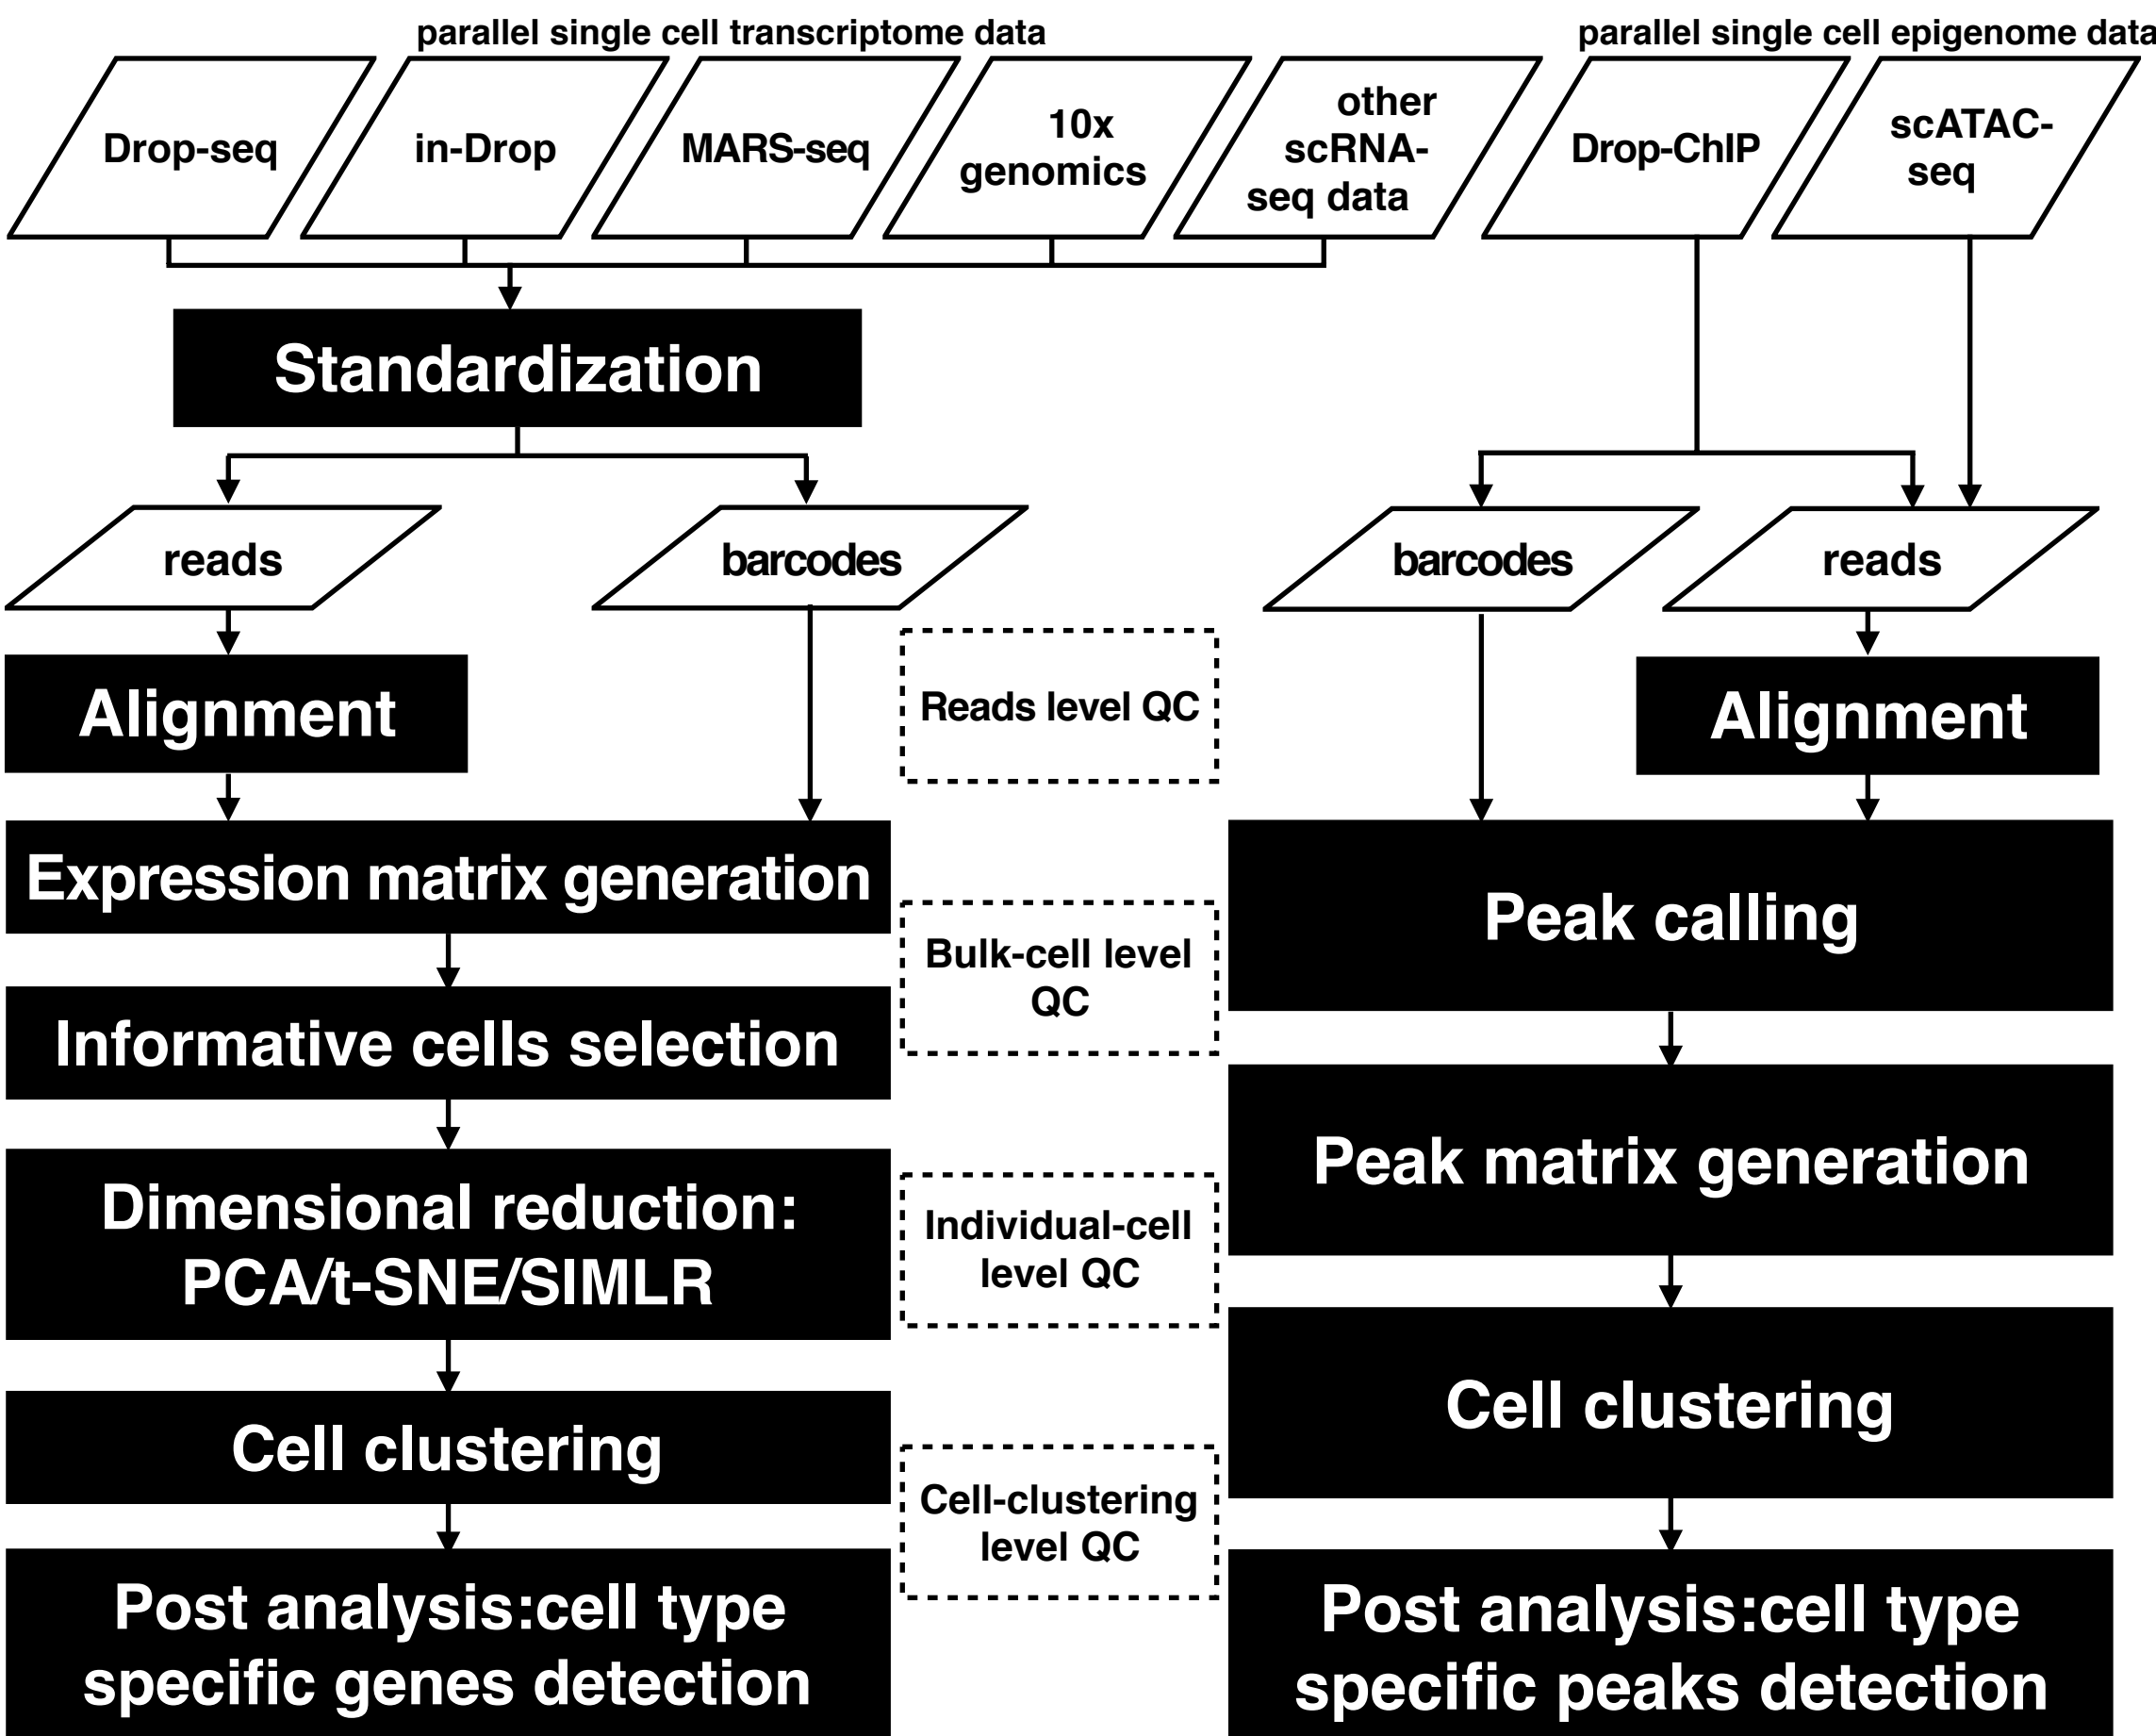 parallel single cell transcriptome data
parallel single cell epigenome data
Drop-seq
in-Drop
MARS-seq
10x
genomics
other
scRNA-
seq data
Drop-ChIP
scATAC-
seq
Standardization
reads
barcodes
barcodes
reads
Alignment
Reads level QC
Alignment
Expression matrix generation
Bulk-cell level
QC
Peak calling
Informative cells selection
Dimensional reduction:
PCA/t-SNE/SIMLR
Individual-cell
level QC
Peak matrix generation
Cell clustering
Cell-clustering
level QC
Cell clustering
Post analysis:cell type
specific genes detection
Post analysis:cell type
specific peaks detection